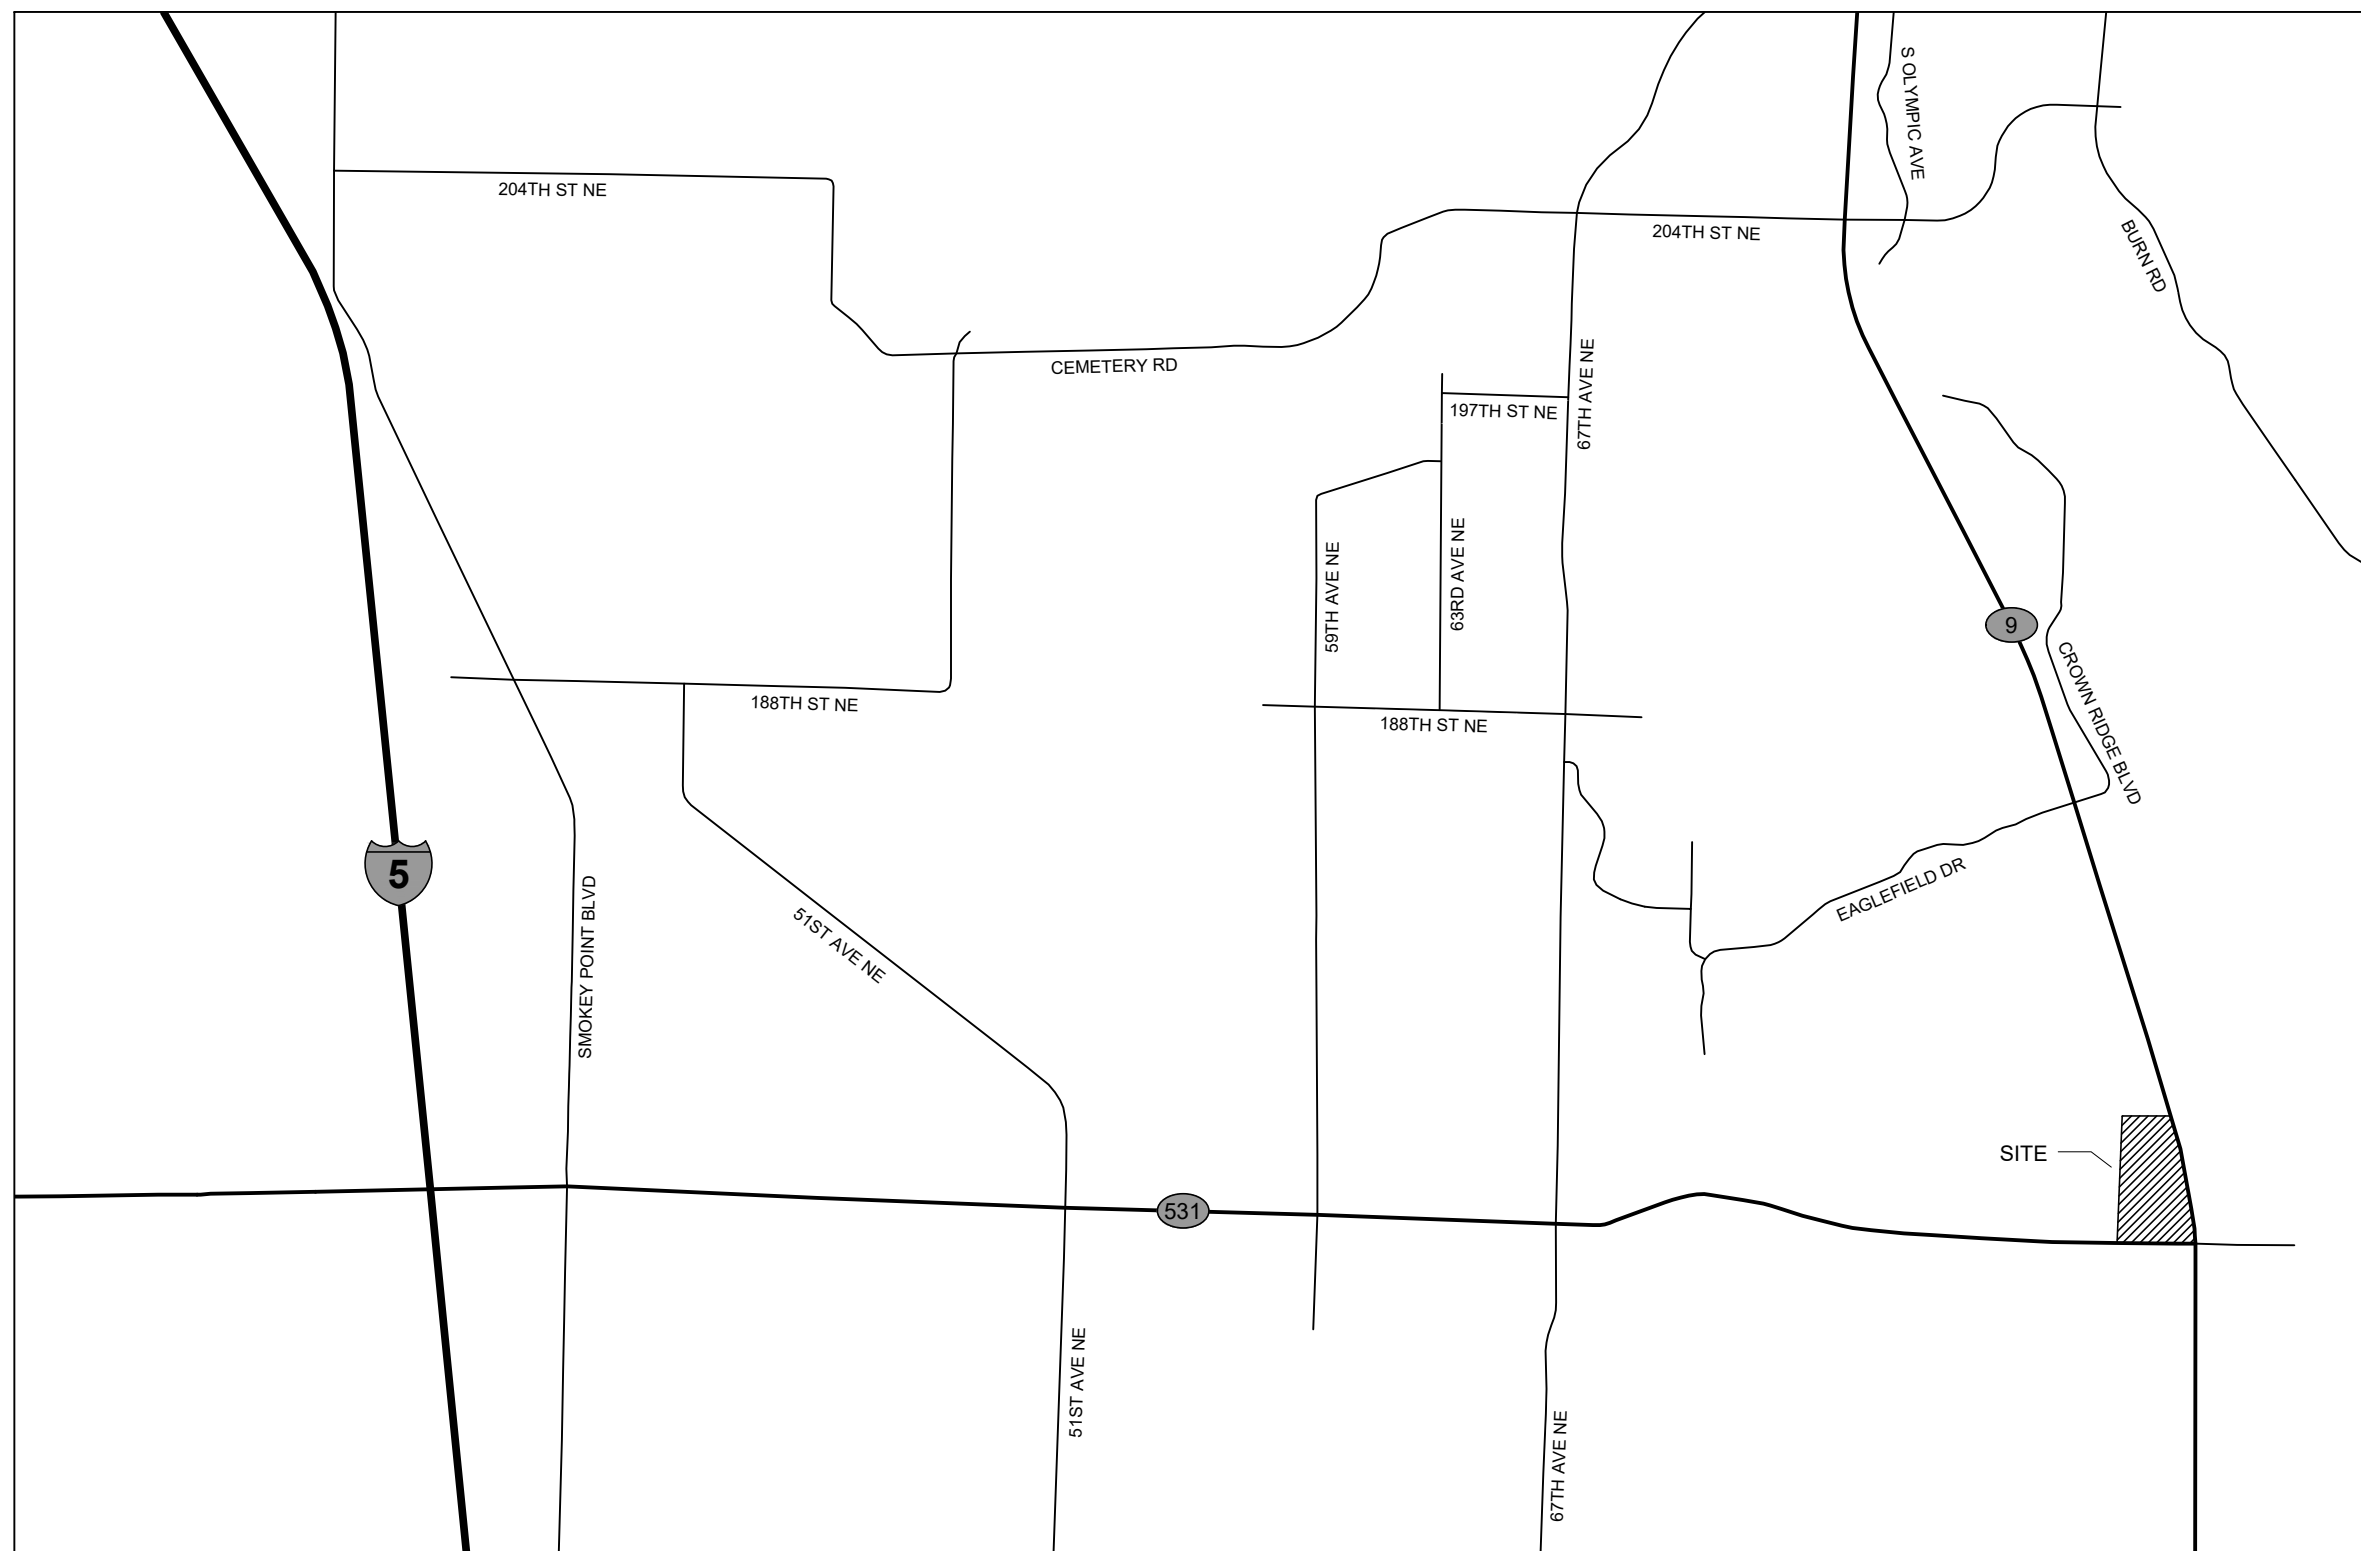 S OLYMPIC AVE
204TH ST NE
204TH ST NE
BURN RD
CEMETERY RD
67TH AVE NE
197TH ST NE
59TH AVE NE
63RD AVE NE
9
188TH ST NE
188TH ST NE
CROWN RIDGE BLVD
5
SMOKEY POINT BLVD
51ST AVE NE
EAGLEFIELD DR
SITE
531
51ST AVE NE
67TH AVE NE